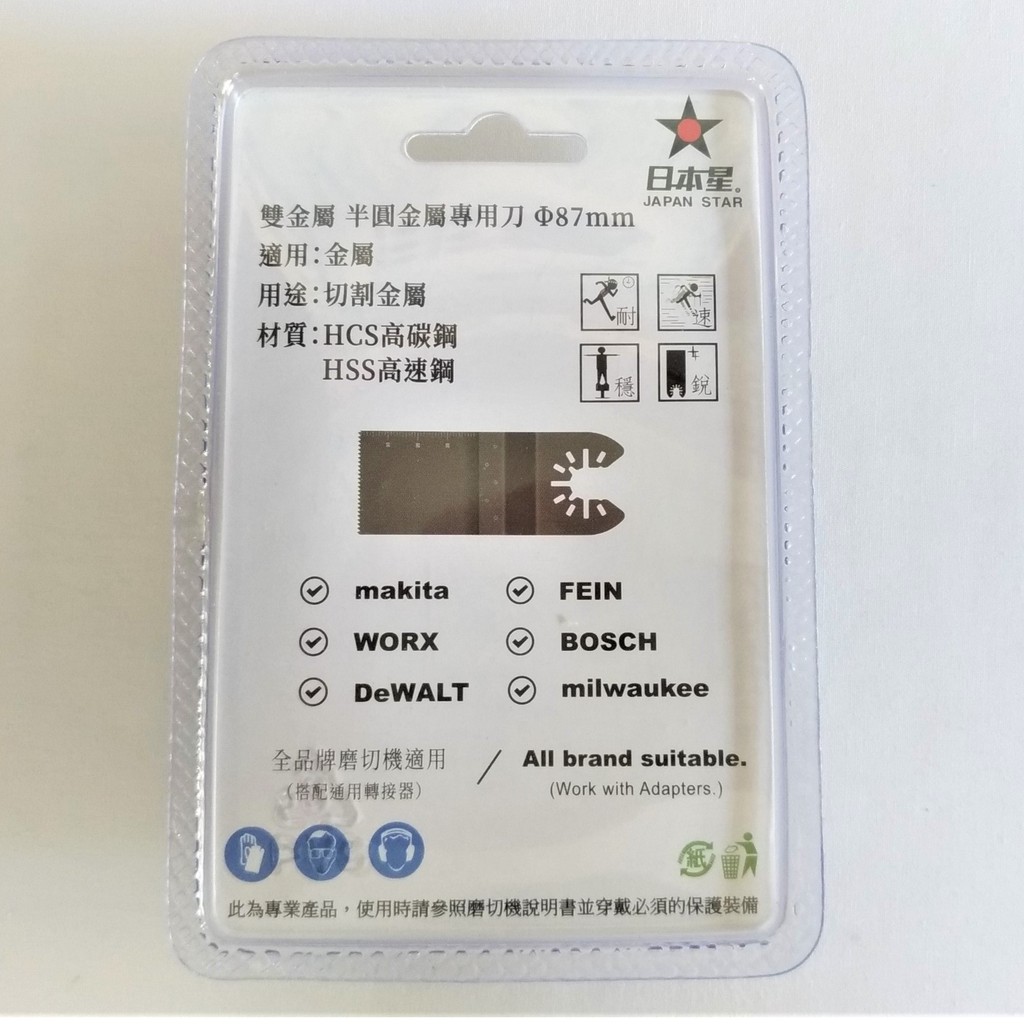 日本星。
JAPAN STAR
雙金屬 半圓金屬專用刀 Φ87mm
適用：金屬
用途：切割金屬
材質：HCS高碳鋼
HSS高速鋼
耐 速
穩 銳
makita FEIN
WORX BOSCH
DeWALT milwaukee
全品牌磨切機適用 / All brand suitable.
（搭配通用轉接器） (Work with Adapters.)
紙
此為專業產品，使用時請參照磨切機說明書並穿戴必須的保護裝備